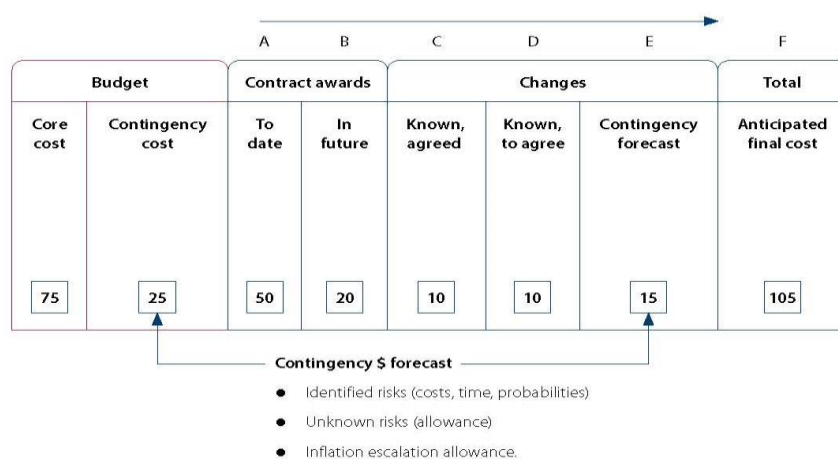 A B C D E F
Budget Contract awards Changes Total
Core cost
Contingency cost
To date
In future
Known, agreed
Known, to agree
Contingency forecast
Anticipated final cost
75 25 50 20 10 10 15 105
Contingency $ forecast
● Identified risks (costs, time, probabilities)
● Unknown risks (allowance)
● Inflation escalation allowance.